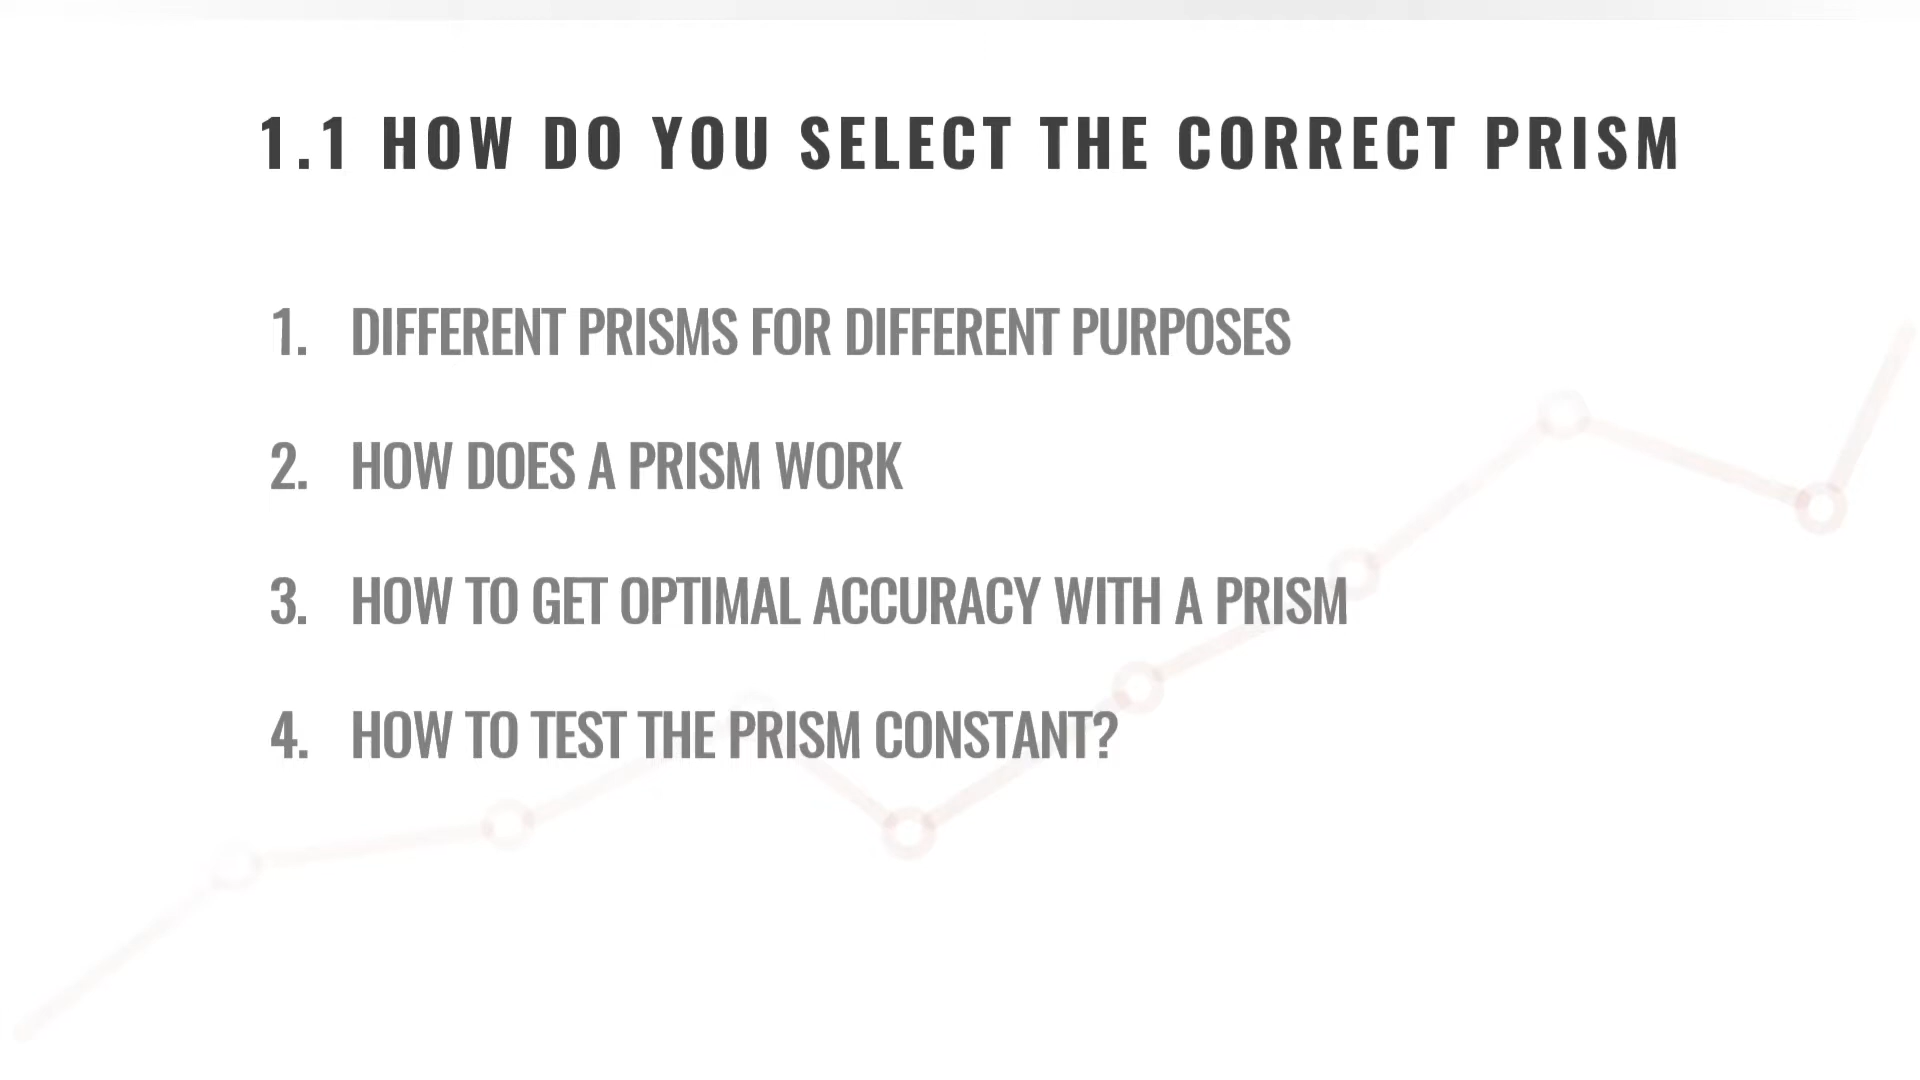 1.1 HOW DO YOU SELECT THE CORRECT PRISM
1. DIFFERENT PRISMS FOR DIFFERENT PURPOSES
2. HOW DOES A PRISM WORK
3. HOW TO GET OPTIMAL ACCURACY WITH A PRISM
4. HOW TO TEST THE PRISM CONSTANT?